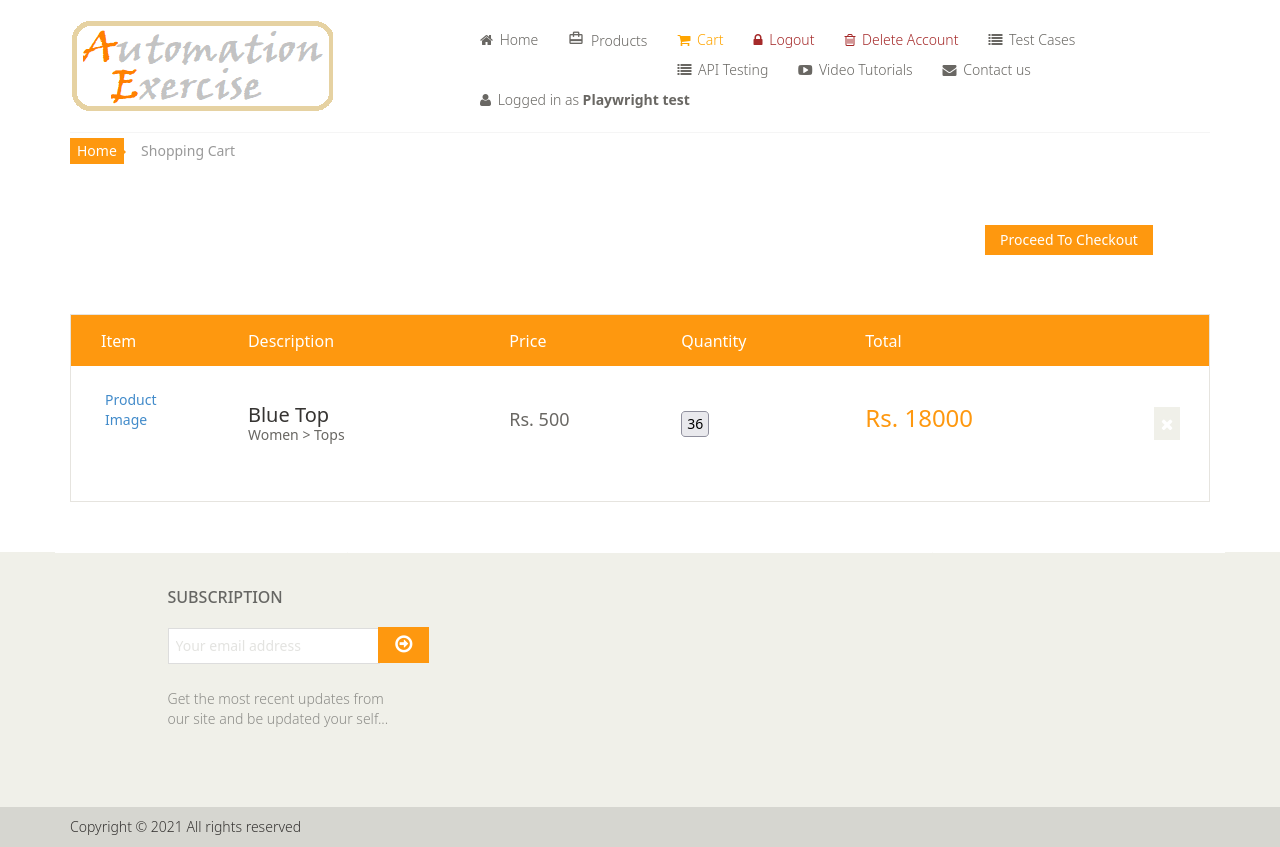 Automation
Exercise
Home Products Cart Logout Delete Account Test Cases
API Testing Video Tutorials Contact us
Logged in as Playwright test
Home Shopping Cart
Proceed To Checkout
Item Description Price Quantity Total
Product
Image
Blue Top
Women > Tops
Rs. 500
36
Rs. 18000
SUBSCRIPTION
Your email address
Get the most recent updates from
our site and be updated your self...
Copyright © 2021 All rights reserved